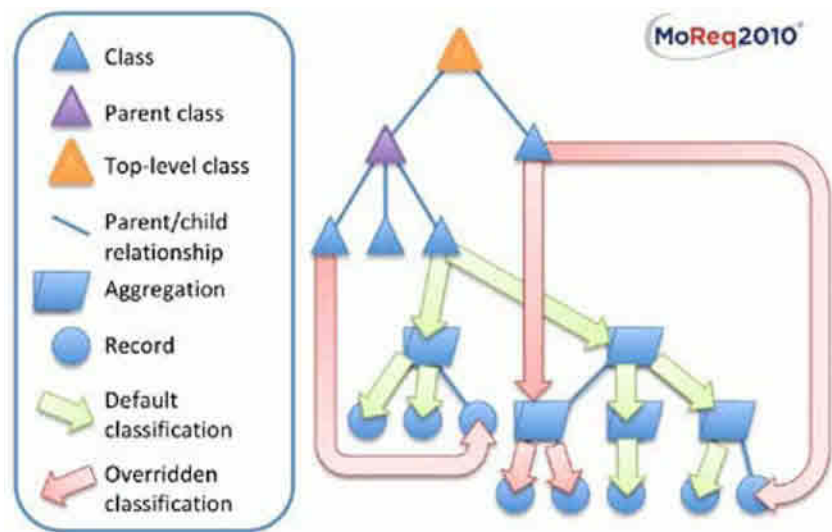 MoReq2010®
Class
Parent class
Top-level class
Parent/child
relationship
Aggregation
Record
Default
classification
Overridden
classification